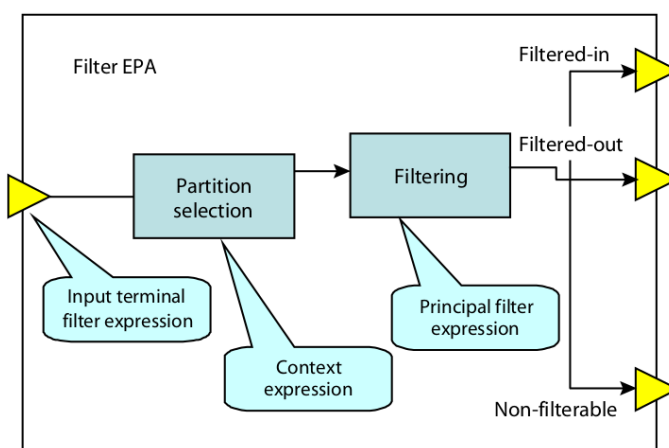 Filter EPA
Filtered-in
Filtered-out
Partition
selection
Filtering
Input terminal
filter expression
Context
expression
Principal filter
expression
Non-filterable